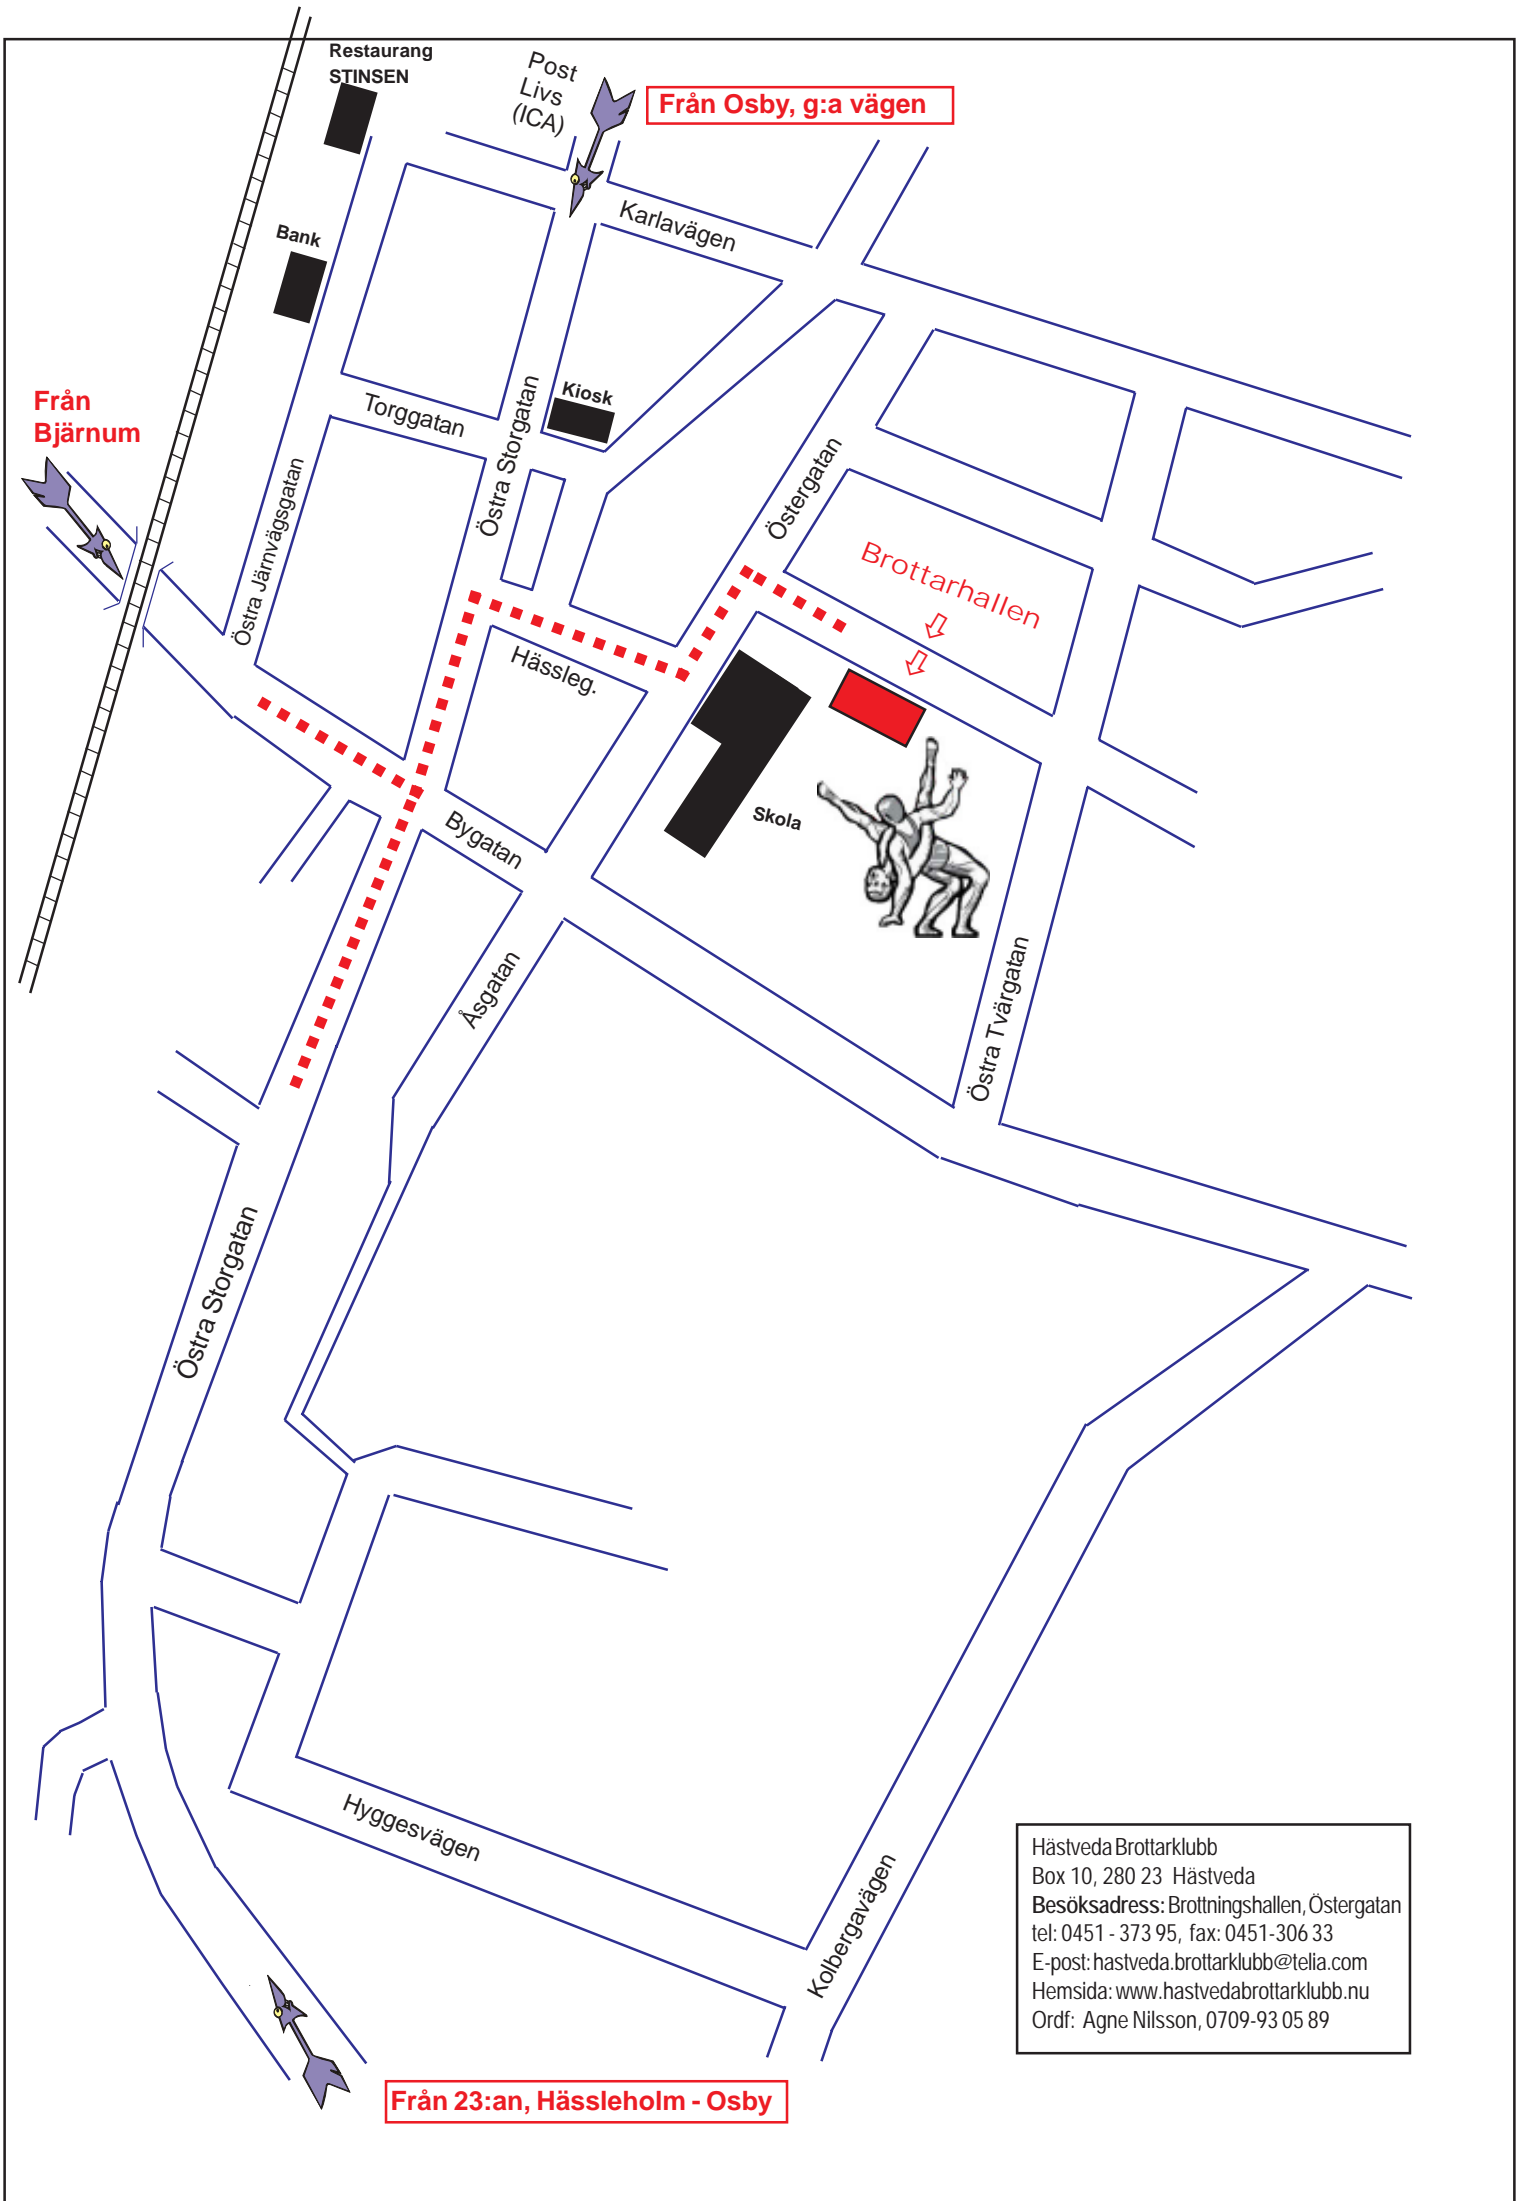 Restaurang
STINSEN
Post
Livs
(ICA)
Från Osby, g:a vägen
Karlavägen
Bank
Från
Bjärnum
Kiosk
Torggatan
Östra Storgatan
Östergatan
Östra Järnvägsgatan
Brottarhallen
Hässleg.
Skola
Bygatan
Åsgatan
Östra Tvärgatan
Östra Storgatan
Hyggesvägen
Kolbergavägen
Hästveda Brottarklubb
Box 10, 280 23 Hästveda
Besöksadress: Brottningshallen, Östergatan
tel: 0451 - 373 95, fax: 0451-306 33
E-post: hastveda.brottarklubb@telia.com
Hemsida: www.hastvedabrottarklubb.nu
Ordf: Agne Nilsson, 0709-93 05 89
Från 23:an, Hässleholm - Osby